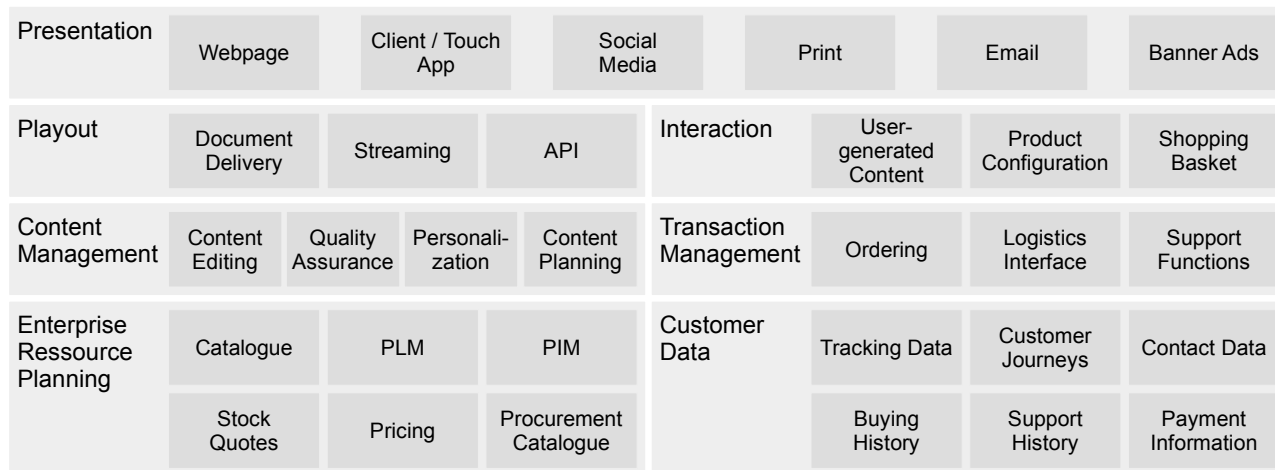 Presentation
Webpage
Client / Touch
App
Social
Media
Print
Email
Banner Ads
Playout
Document
Delivery
Streaming
API
Interaction
User-
generated
Content
Product
Configuration
Shopping
Basket
Content
Management
Content
Editing
Quality
Assurance
Personali-
zation
Content
Planning
Transaction
Management
Ordering
Logistics
Interface
Support
Functions
Enterprise
Ressource
Planning
Catalogue
PLM
PIM
Stock
Quotes
Pricing
Procurement
Catalogue
Customer
Data
Tracking Data
Customer
Journeys
Contact Data
Buying
History
Support
History
Payment
Information